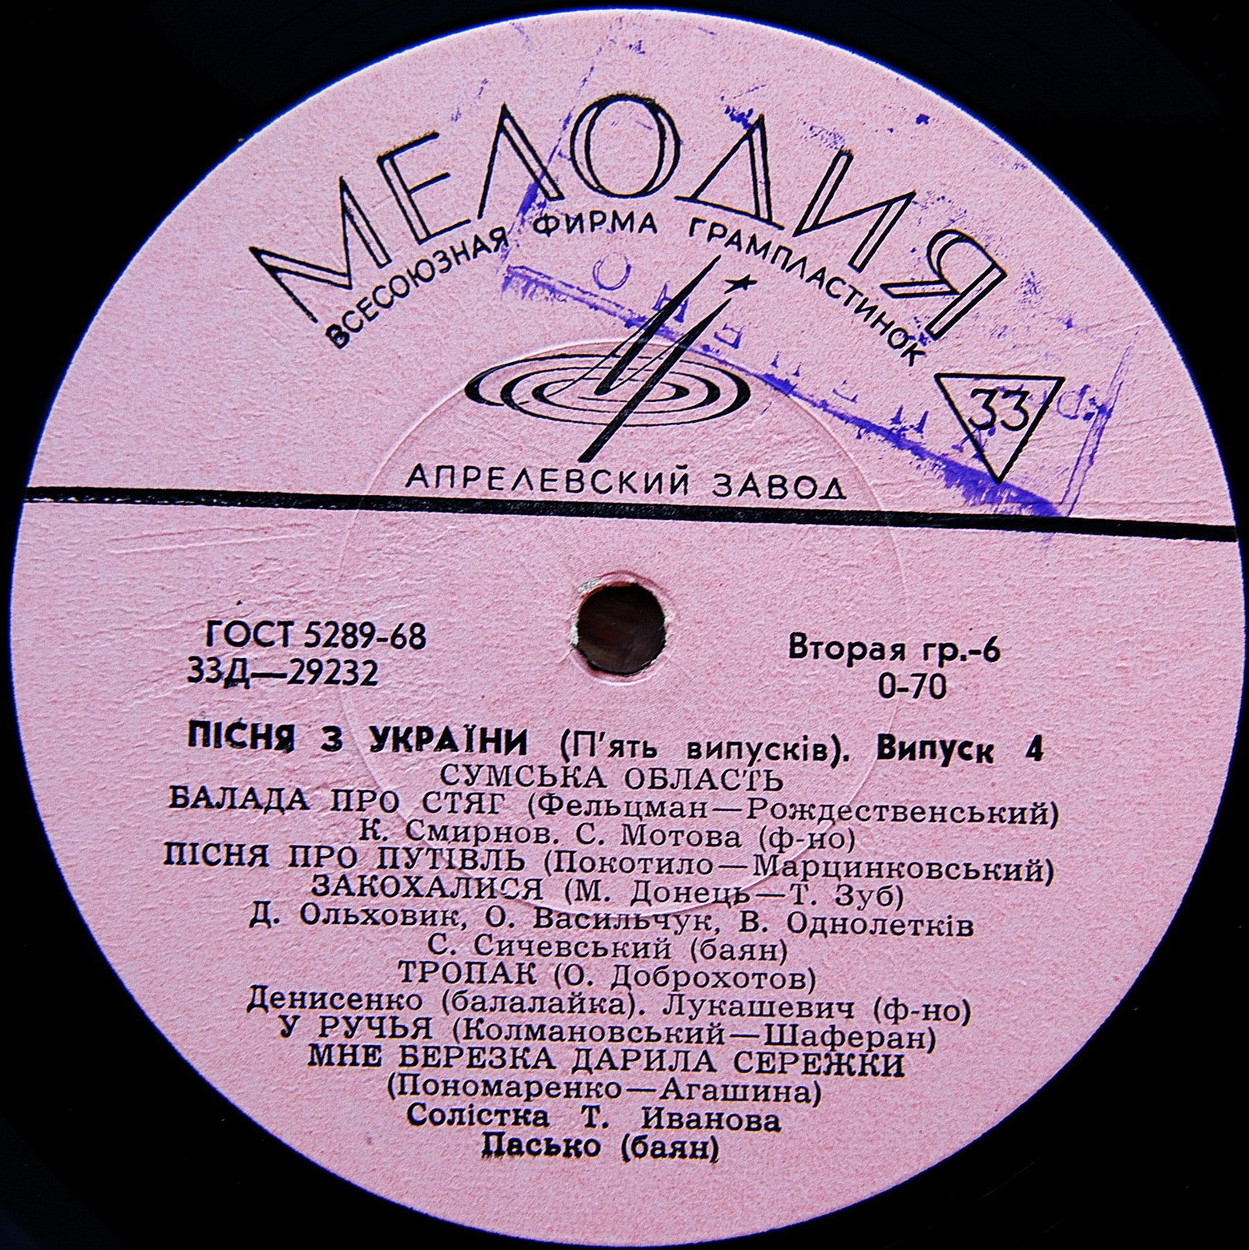 МЕЛОДИЯ
ВСЕСОЮЗНАЯ ФИРМА ГРАМПЛАСТИНОК
33
АПРЕЛЕВСКИЙ ЗАВОД
ГОСТ 5289-68
33Д—29232
Вторая гр.-6
0-70
ПІСНЯ З УКРАЇНИ (П'ять випусків). Випуск 4
СУМСЬКА ОБЛАСТЬ
БАЛАДА ПРО СТЯГ (Фельцман—Рождественський)
К. Смирнов. С. Мотова (ф-но)
ПІСНЯ ПРО ПУТІВЛЬ (Покотило—Марцинковський)
ЗАКОХАЛИСЯ (М. Донець—Т. Зуб)
Д. Ольховик, О. Васильчук, В. Однолетків
С. Сичевський (баян)
ТРОПАК (О. Доброхотов)
Денисенко (балалайка). Лукашевич (ф-но)
У РУЧЬЯ (Колмановський—Шаферан)
МНЕ БЕРЕЗКА ДАРИЛА СЕРЕЖКИ
(Пономаренко—Агашина)
Солістка Т. Иванова
Пасько (баян)